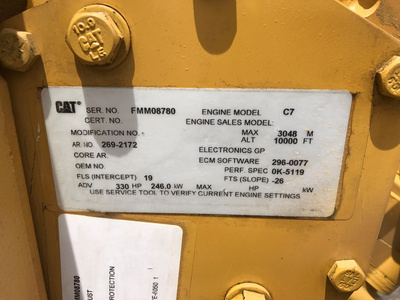 10.9
CAT
CAT SER. NO. FMM08780 ENGINE MODEL C7
CERT. NO. ENGINE SALES MODEL:
MODIFICATION NO. MAX 3048 M
ALT 10000 FT
AR NO. 269-2172 ELECTRONICS GP
CORE AR. ECM SOFTWARE 296-0077
OEM NO. PERF. SPEC 0K-5119
FLS (INTERCEPT) 19 FTS (SLOPE) -26
ADV 330 HP 246.0 kW MAX HP kW
USE SERVICE TOOL TO VERIFY CURRENT ENGINE SETTINGS
MM08780
UST
ROTECTION